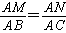 AM/AB = AN/AC